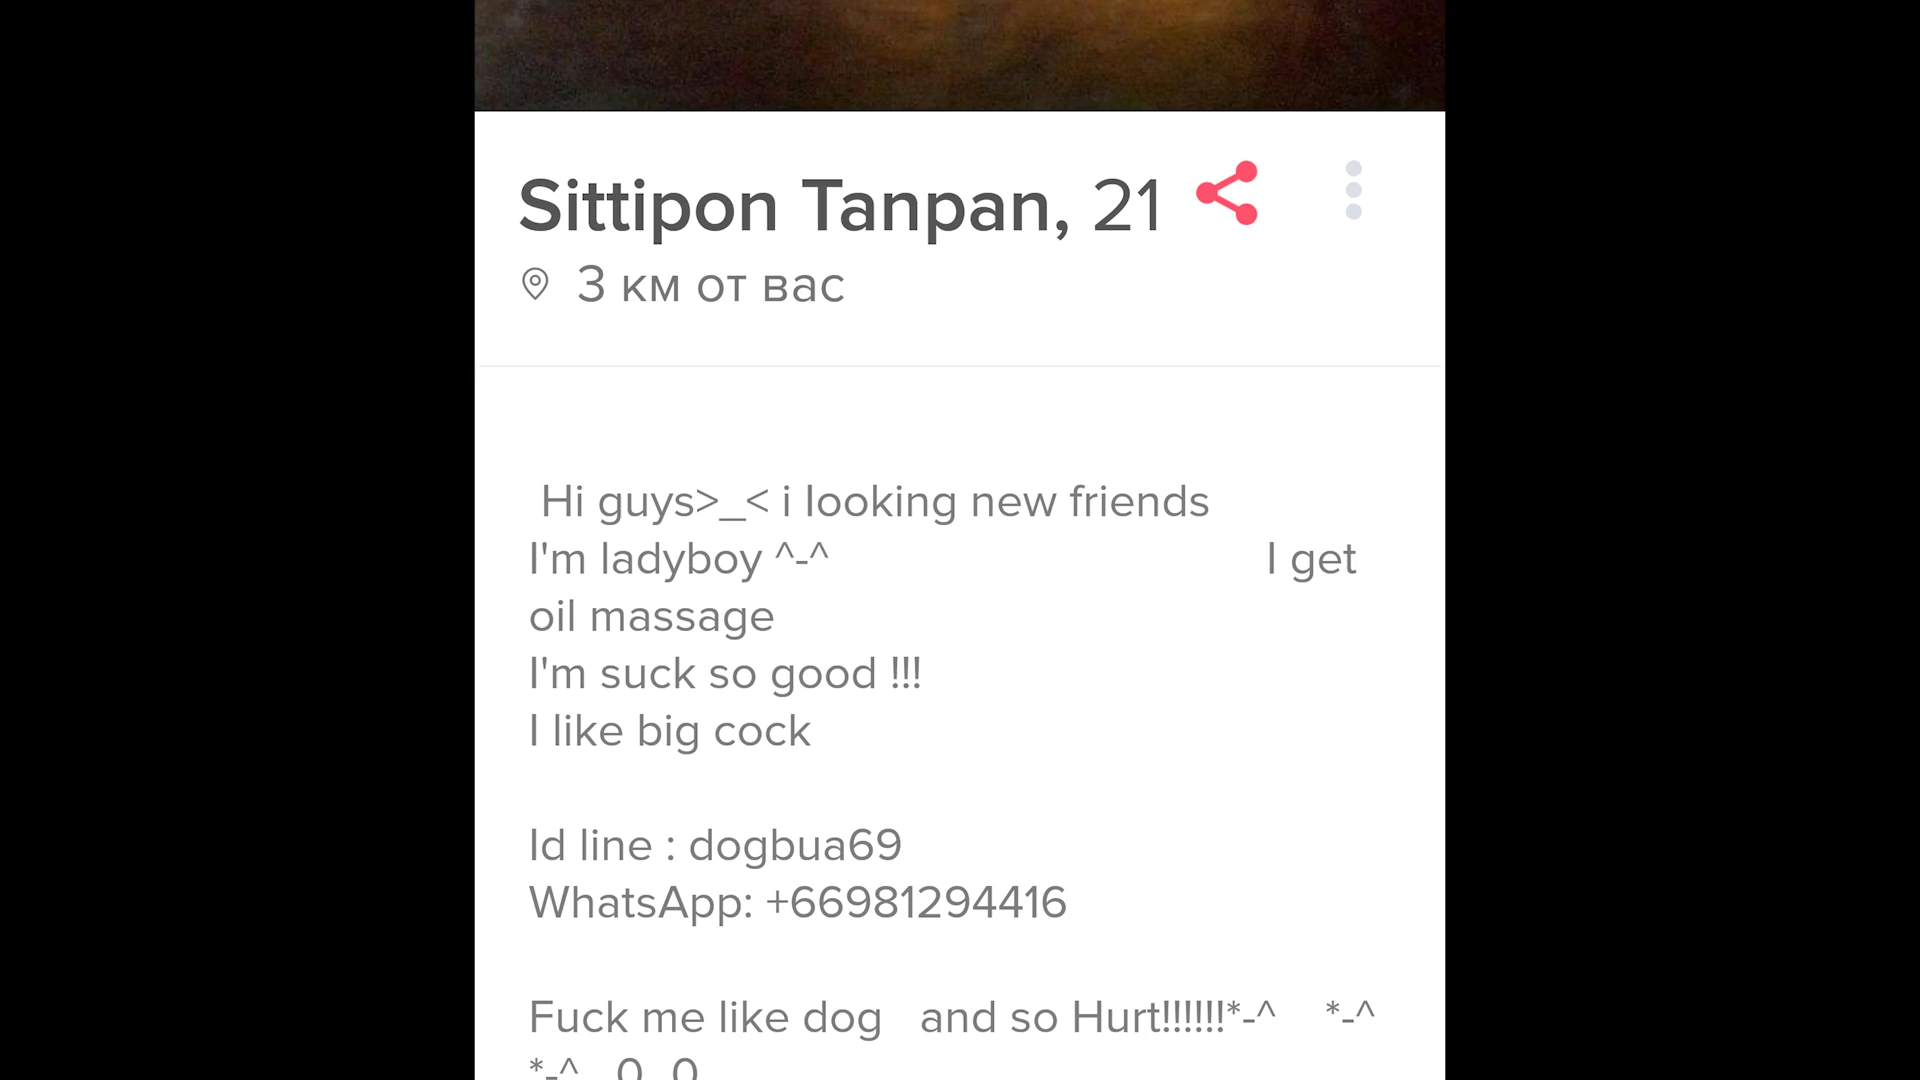 Sittipon Tanpan, 21
3 км от вас
Hi guys>_< i looking new friends
I'm ladyboy ^-^ I get
oil massage
I'm suck so good !!!
I like big cock
Id line : dogbua69
WhatsApp: +66981294416
Fuck me like dog and so Hurt!!!!!!*-^ *-^
*-^ 0_0